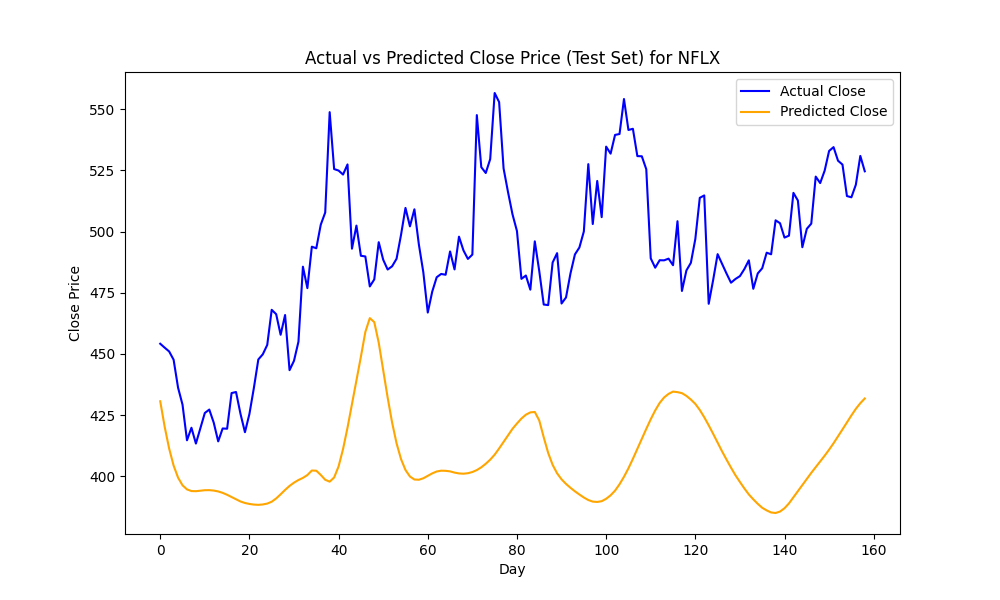 Actual vs Predicted Close Price (Test Set) for NFLX
Actual Close
Predicted Close
550
525
500
475
450
425
400
Close Price
0 20 40 60 80 100 120 140 160
Day